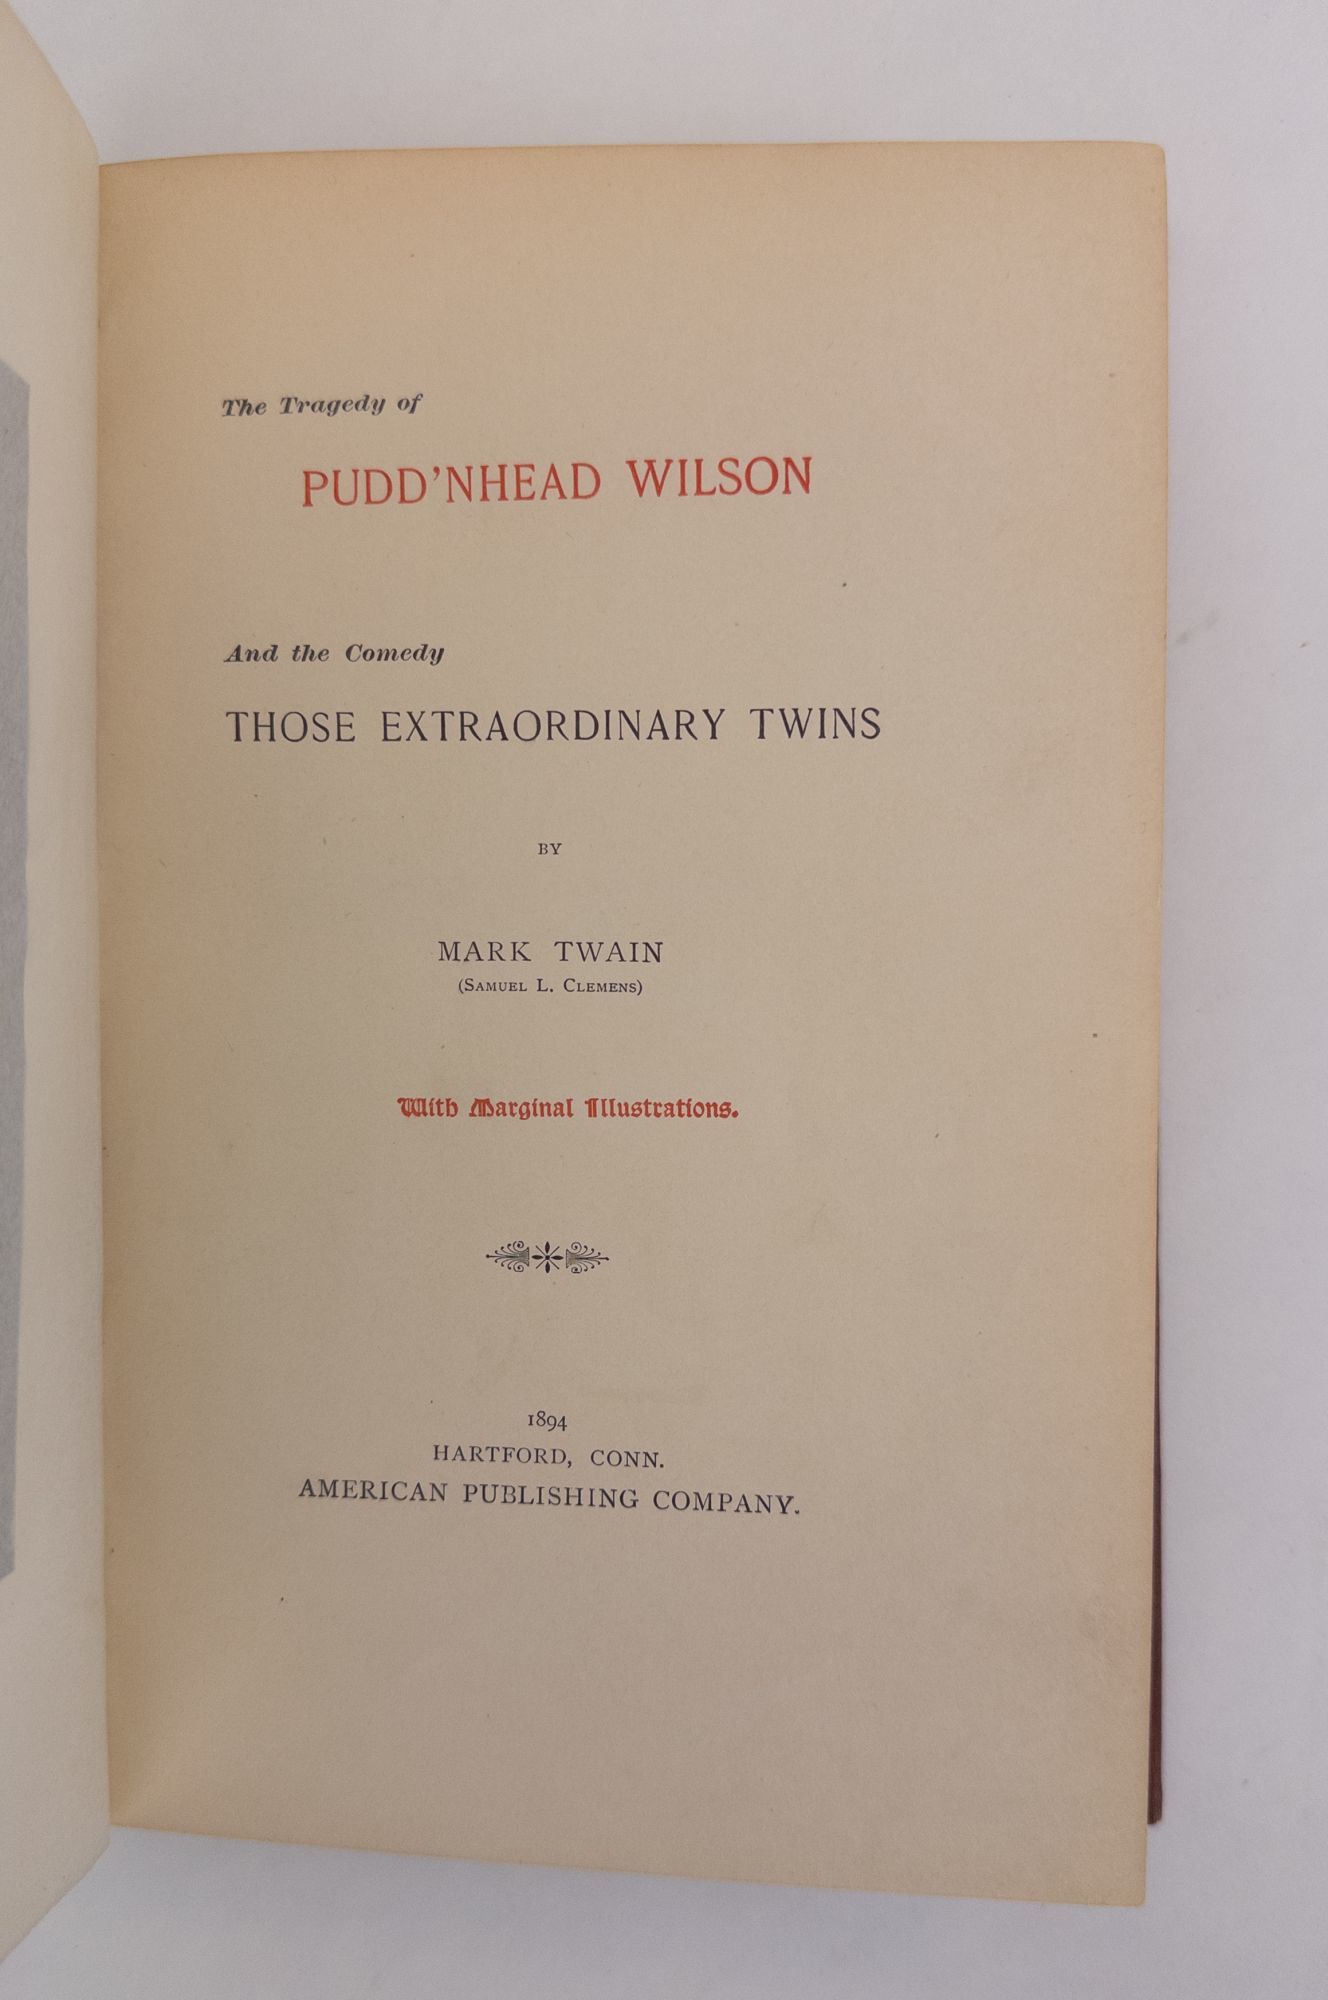 The Tragedy of
PUDD'NHEAD WILSON
And the Comedy
THOSE EXTRAORDINARY TWINS
BY
MARK TWAIN
(SAMUEL L. CLEMENS)
With Marginal Illustrations.
1894
HARTFORD, CONN.
AMERICAN PUBLISHING COMPANY.